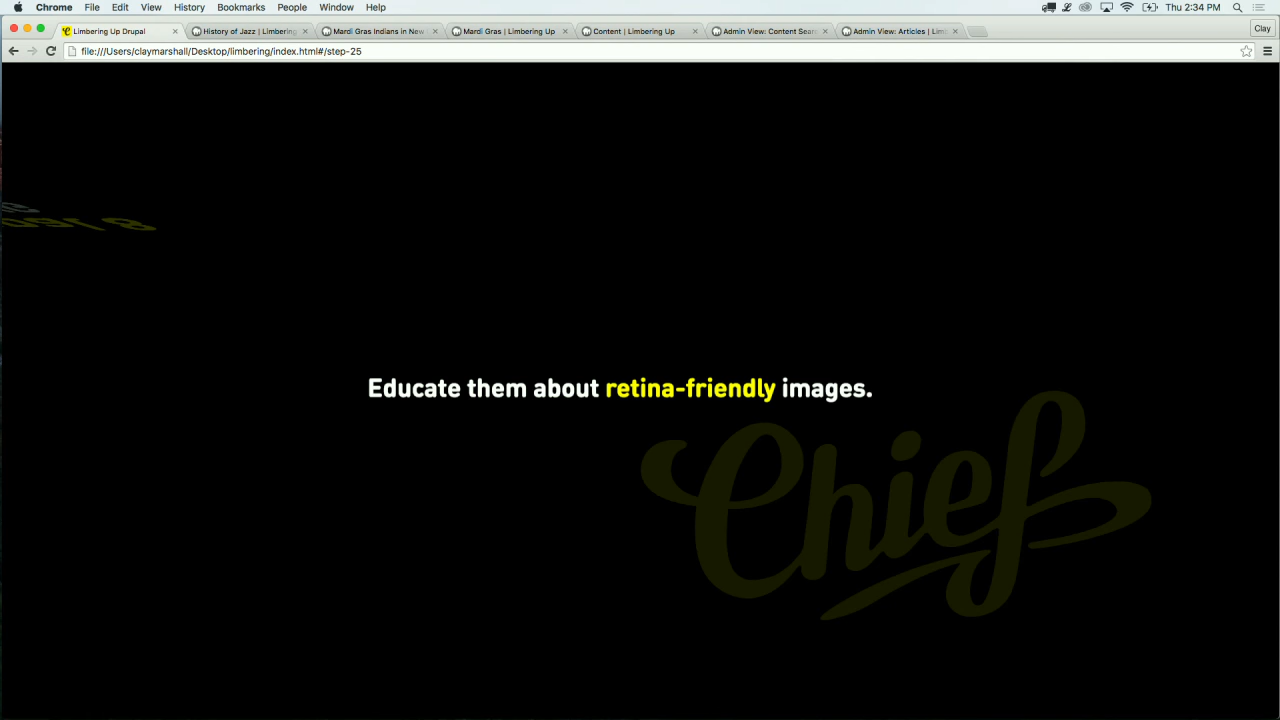 Chrome File Edit View History Bookmarks People Window Help Thu 2:34 PM
Limbering Up Drupal History of Jazz | Limbering Mardi Gras Indians in New Mardi Gras | Limbering Up Content | Limbering Up Admin View: Content Sear Admin View: Articles | Lim Clay
file:///Users/claymarshall/Desktop/limbering/index.html#/step-25
Educate them about retina-friendly images.
Chief